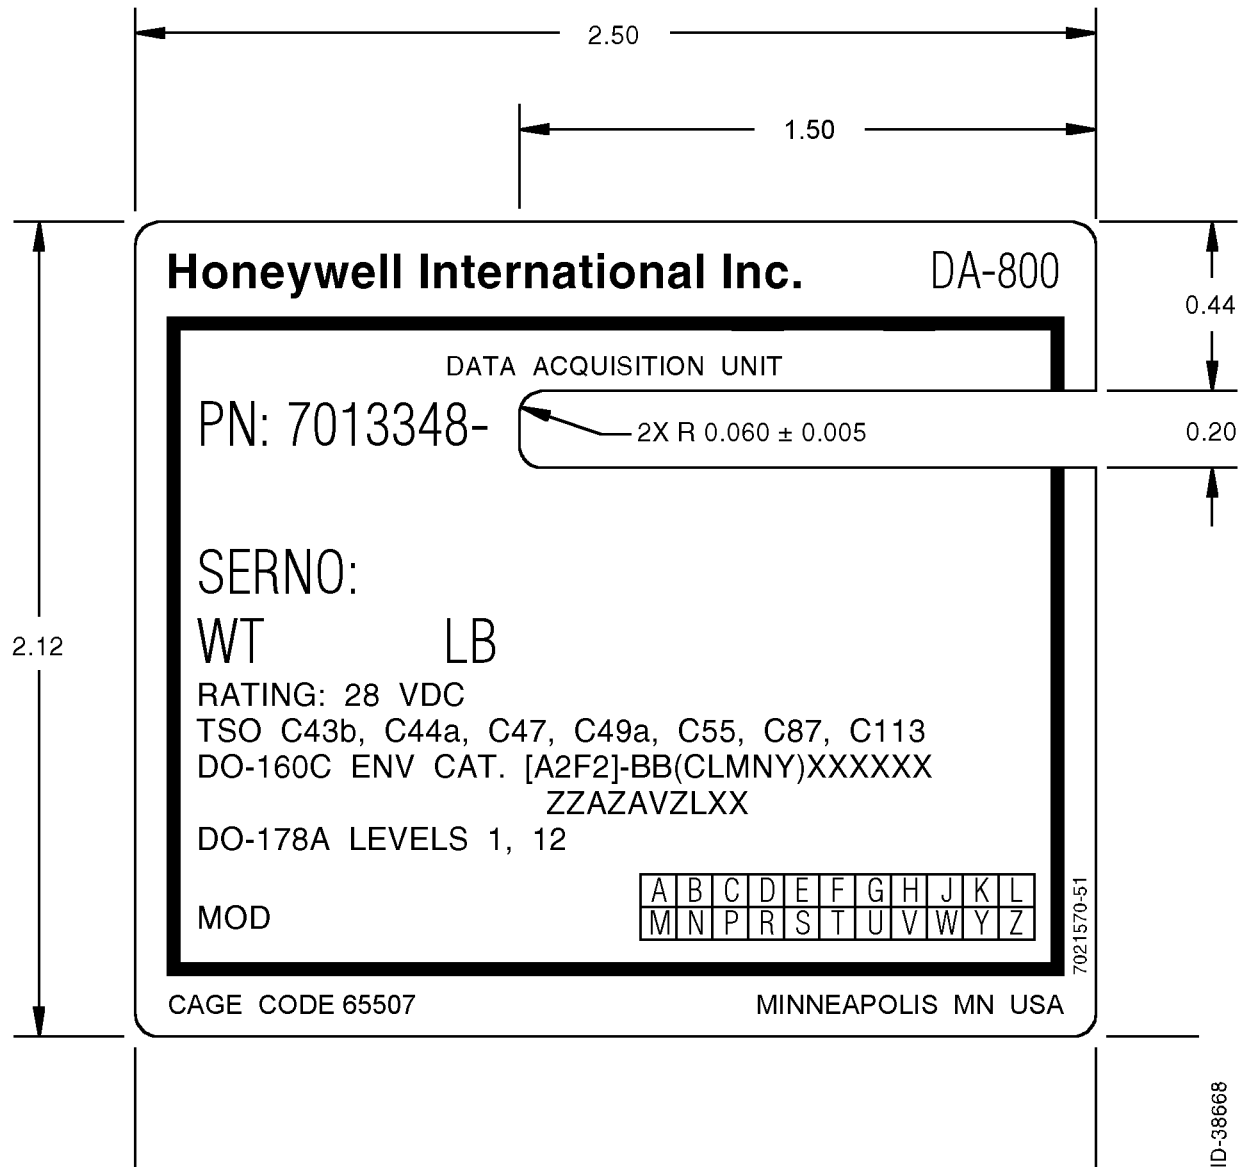 2.50
1.50
Honeywell International Inc. DA-800
0.44
DATA ACQUISITION UNIT
PN: 7013348-
2X R 0.060 ± 0.005
0.20
SERNO:
WT LB
2.12
RATING: 28 VDC
TSO C43b, C44a, C47, C49a, C55, C87, C113
DO-160C ENV CAT. [A2F2]-BB(CLMNY)XXXXXX
ZZAZAVZLXX
DO-178A LEVELS 1, 12
A B C D E F G H J K L
MOD
M N P R S T U V W Y Z
7021570-51
CAGE CODE 65507 MINNEAPOLIS MN USA
ID-38668